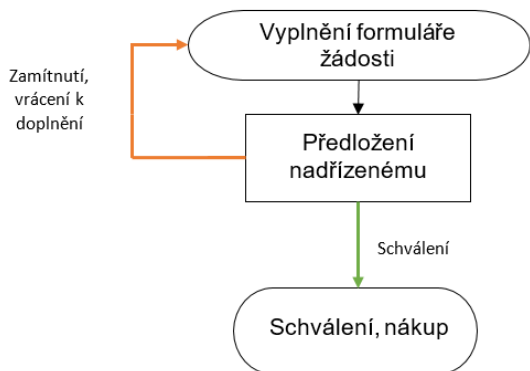 Vyplnění formuláře
žádosti
Zamítnutí,
vrácení k
doplnění
Předložení
nadřízenému
Schválení
Schválení, nákup